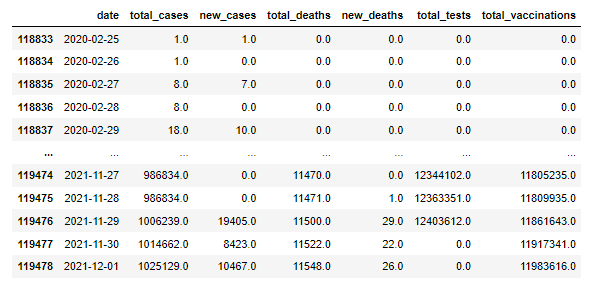 date total_cases new_cases total_deaths new_deaths total_tests total_vaccinations
118833 2020-02-25 1.0 1.0 0.0 0.0 0.0 0.0
118834 2020-02-26 1.0 0.0 0.0 0.0 0.0 0.0
118835 2020-02-27 8.0 7.0 0.0 0.0 0.0 0.0
118836 2020-02-28 8.0 0.0 0.0 0.0 0.0 0.0
118837 2020-02-29 18.0 10.0 0.0 0.0 0.0 0.0
... ... ... ... ... ... ... ...
119474 2021-11-27 986834.0 0.0 11470.0 0.0 12344102.0 11805235.0
119475 2021-11-28 986834.0 0.0 11471.0 1.0 12363351.0 11809935.0
119476 2021-11-29 1006239.0 19405.0 11500.0 29.0 12403612.0 11861643.0
119477 2021-11-30 1014662.0 8423.0 11522.0 22.0 0.0 11917341.0
119478 2021-12-01 1025129.0 10467.0 11548.0 26.0 0.0 11983616.0